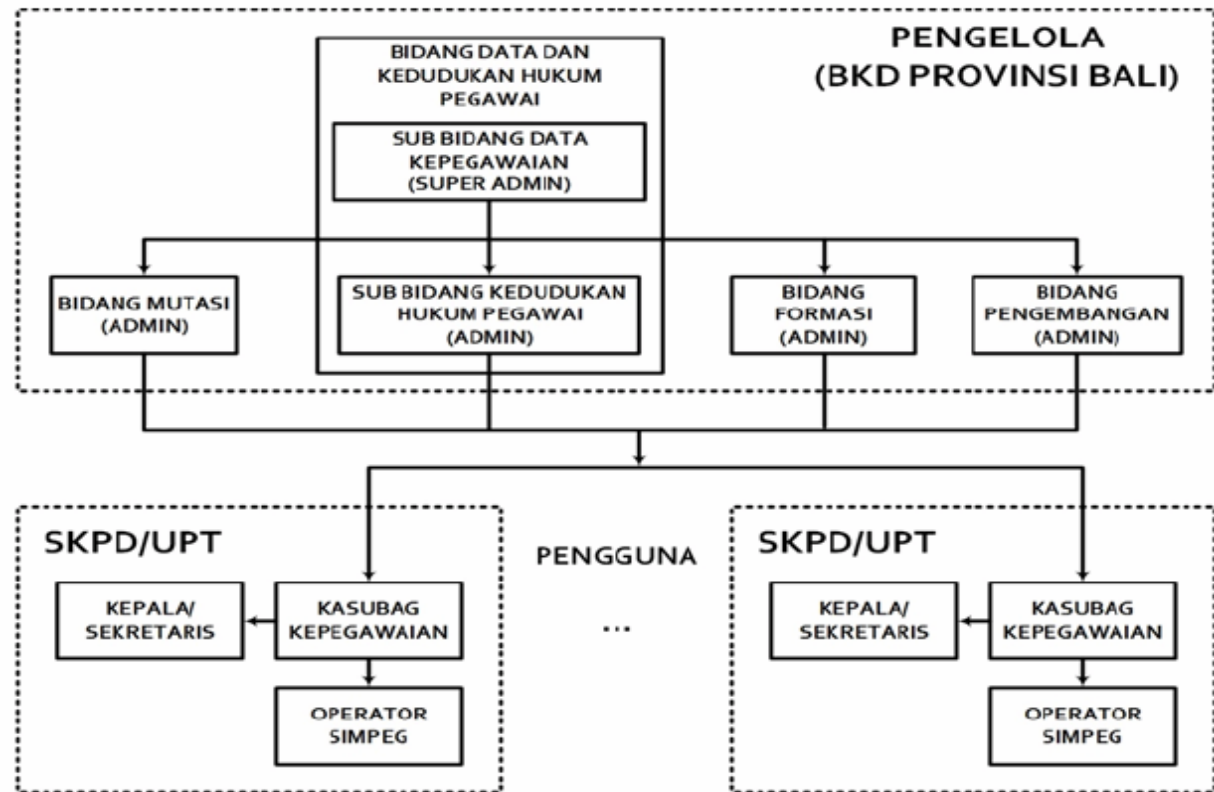 PENGELOLA
(BKD PROVINSI BALI)
BIDANG DATA DAN
KEDUDUKAN HUKUM
PEGAWAI
SUB BIDANG DATA
KEPEGAWAIAN
(SUPER ADMIN)
BIDANG MUTASI
(ADMIN)
SUB BIDANG KEDUDUKAN
HUKUM PEGAWAI
(ADMIN)
BIDANG
FORMASI
(ADMIN)
BIDANG
PENGEMBANGAN
(ADMIN)
SKPD/UPT
KEPALA/
SEKRETARIS
KASUBAG
KEPEGAWAIAN
OPERATOR
SIMPEG
PENGGUNA
...
SKPD/UPT
KEPALA/
SEKRETARIS
KASUBAG
KEPEGAWAIAN
OPERATOR
SIMPEG